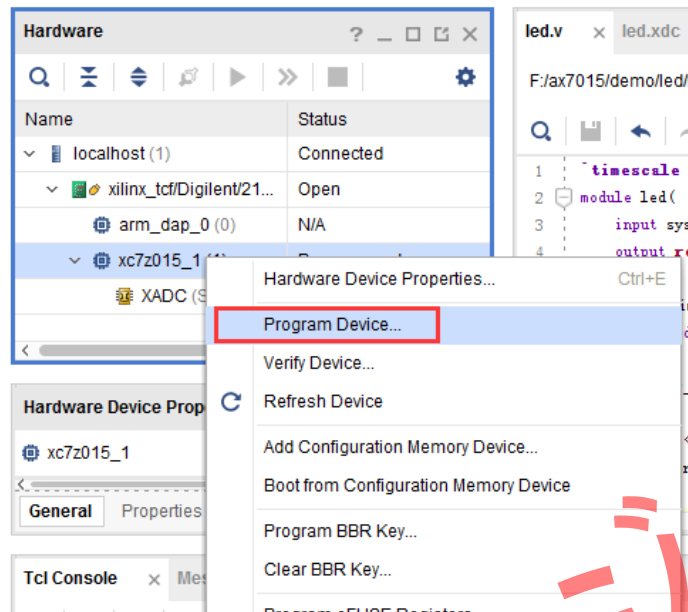 Hardware
led.v
led.xdc
F:/ax7015/demo/led/
Name Status
localhost (1) Connected
xilinx_tcf/Digilent/21... Open
arm_dap_0 (0) N/A
xc7z015_1
XADC
1 `timescale
2 module led(
3 input sys
4 output
Hardware Device Properties... Ctrl+E
Program Device...
Verify Device...
Refresh Device
Add Configuration Memory Device...
Boot from Configuration Memory Device
Program BBR Key...
Clear BBR Key...
Hardware Device Prop
xc7z015_1
General Properties
Tcl Console Mes